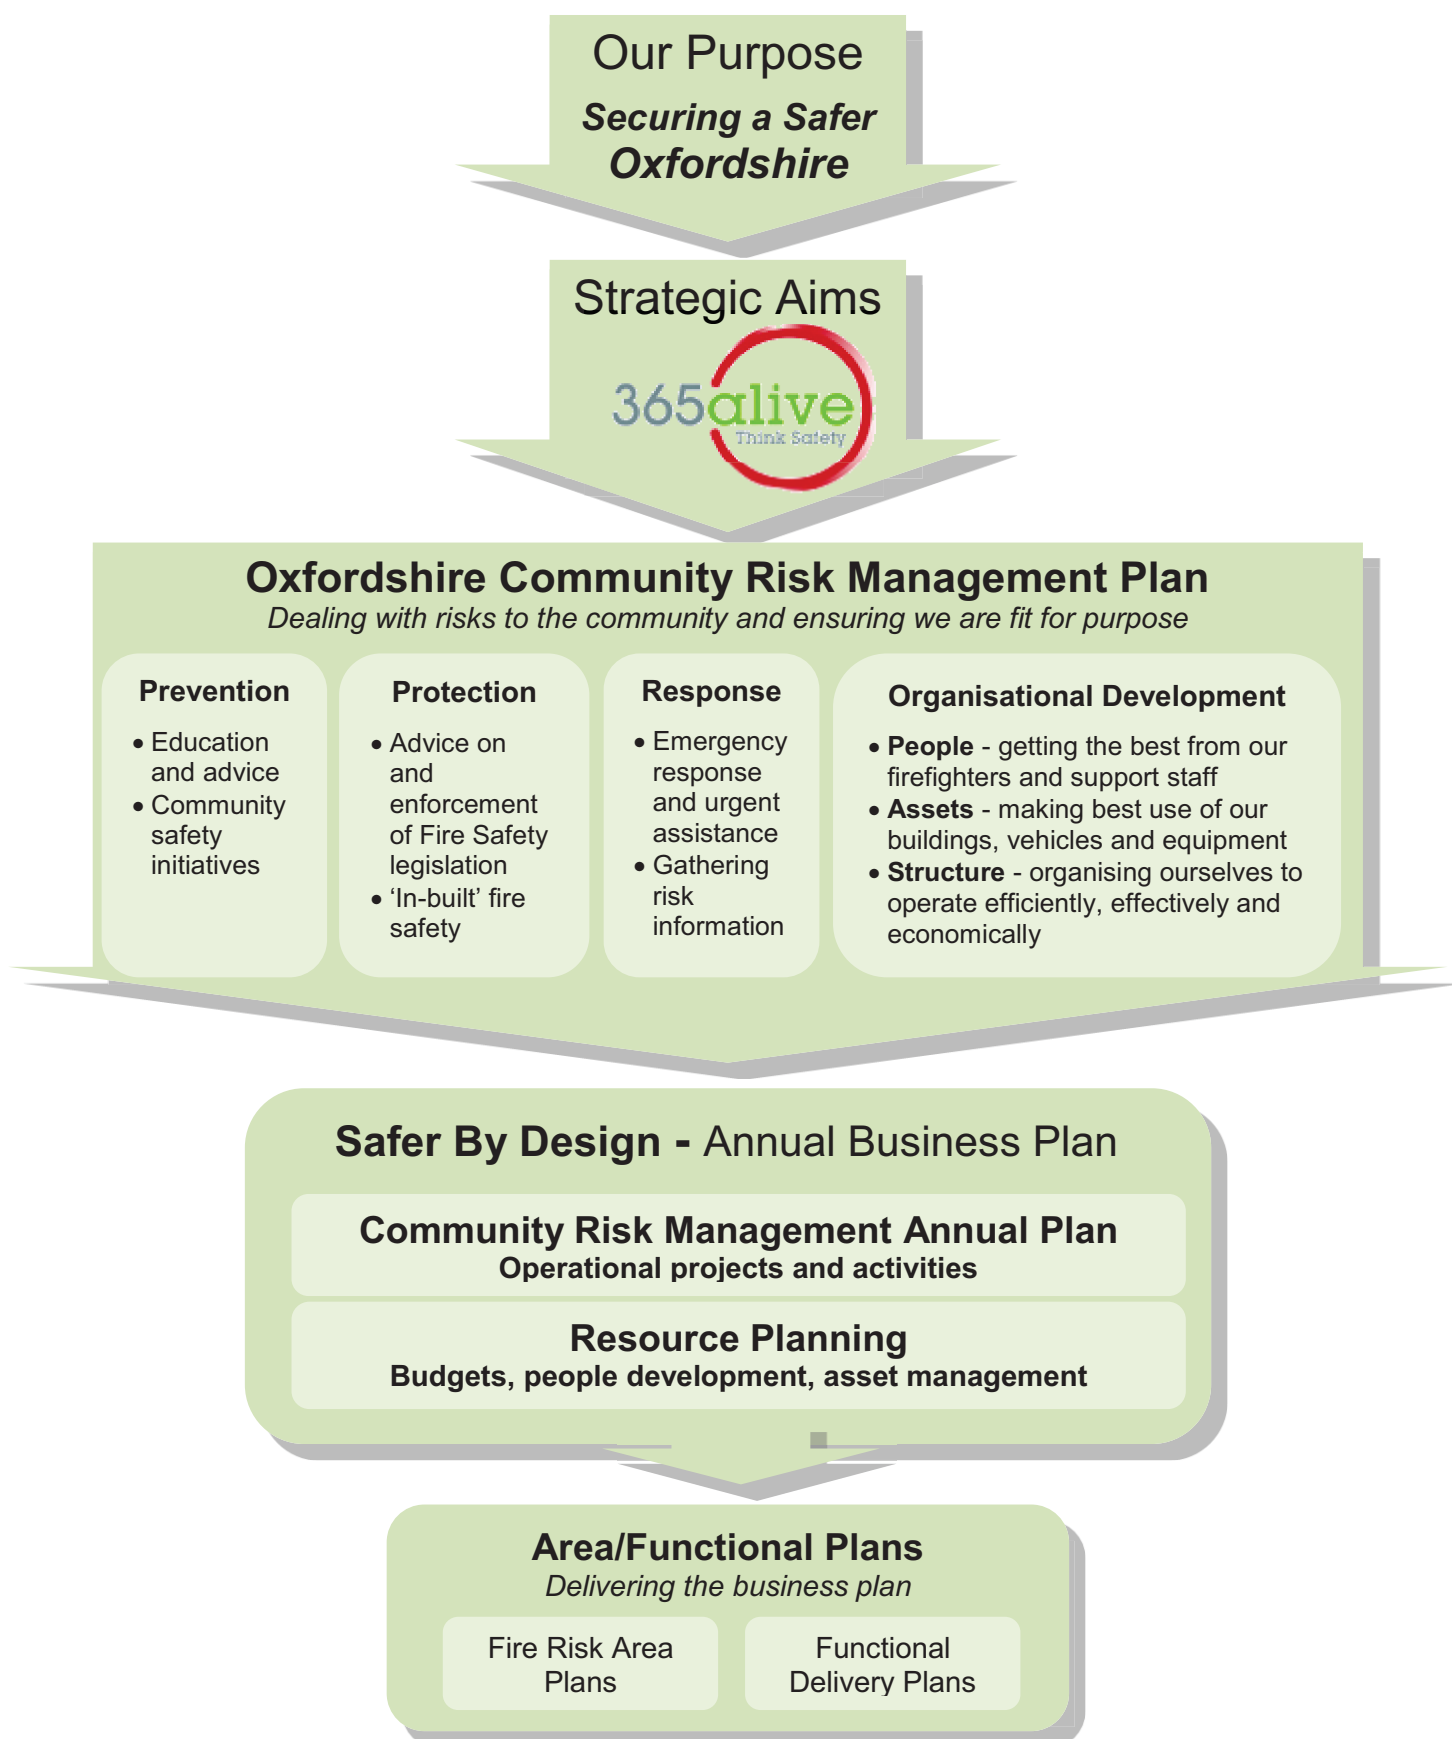 Our Purpose
Securing a Safer
Oxfordshire
Strategic Aims
365alive
Think Safety
Oxfordshire Community Risk Management Plan
Dealing with risks to the community and ensuring we are fit for purpose
Prevention
• Education
and advice
• Community
safety
initiatives
Protection
• Advice on
and
enforcement
of Fire Safety
legislation
• ‘In-built’ fire
safety
Response
• Emergency
response
and urgent
assistance
• Gathering
risk
information
Organisational Development
• People - getting the best from our
firefighters and support staff
• Assets - making best use of our
buildings, vehicles and equipment
• Structure - organising ourselves to
operate efficiently, effectively and
economically
Safer By Design - Annual Business Plan
Community Risk Management Annual Plan
Operational projects and activities
Resource Planning
Budgets, people development, asset management
Area/Functional Plans
Delivering the business plan
Fire Risk Area
Plans
Functional
Delivery Plans